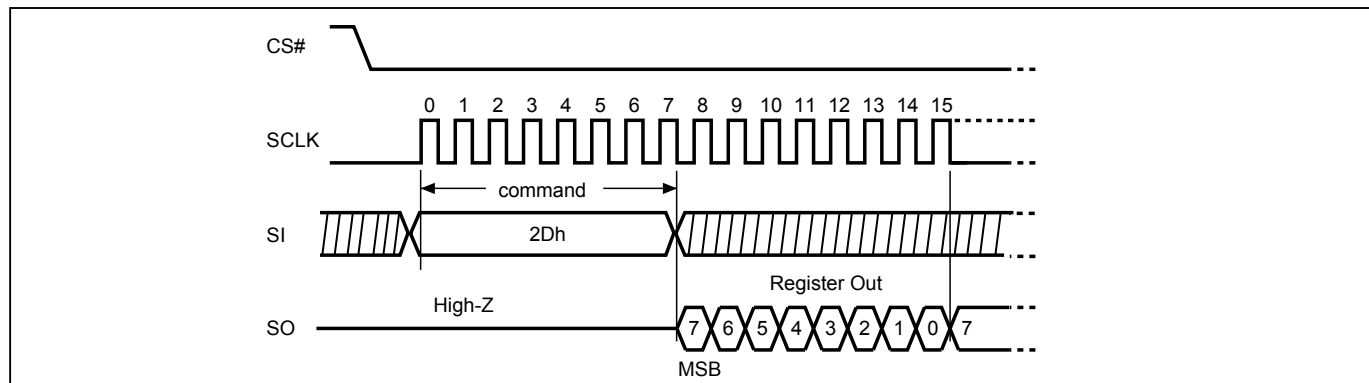 CS#
0 1 2 3 4 5 6 7 8 9 10 11 12 13 14 15
SCLK
command
SI
2Dh
Register Out
High-Z
SO
7 6 5 4 3 2 1 0 7
MSB